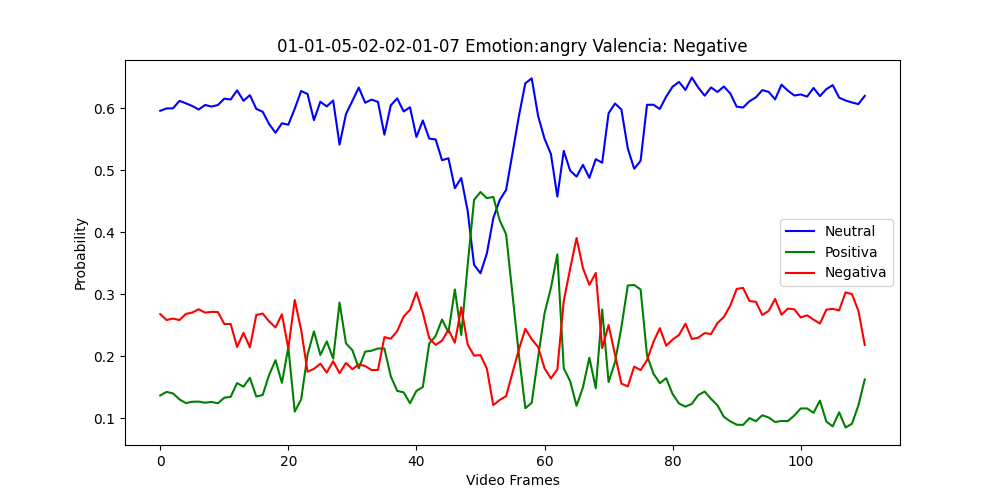 01-01-05-02-02-01-07 Emotion:angry Valencia: Negative
Probability
0.6
0.5
0.4
0.3
0.2
0.1
Neutral
Positiva
Negativa
0 20 40 60 80 100
Video Frames